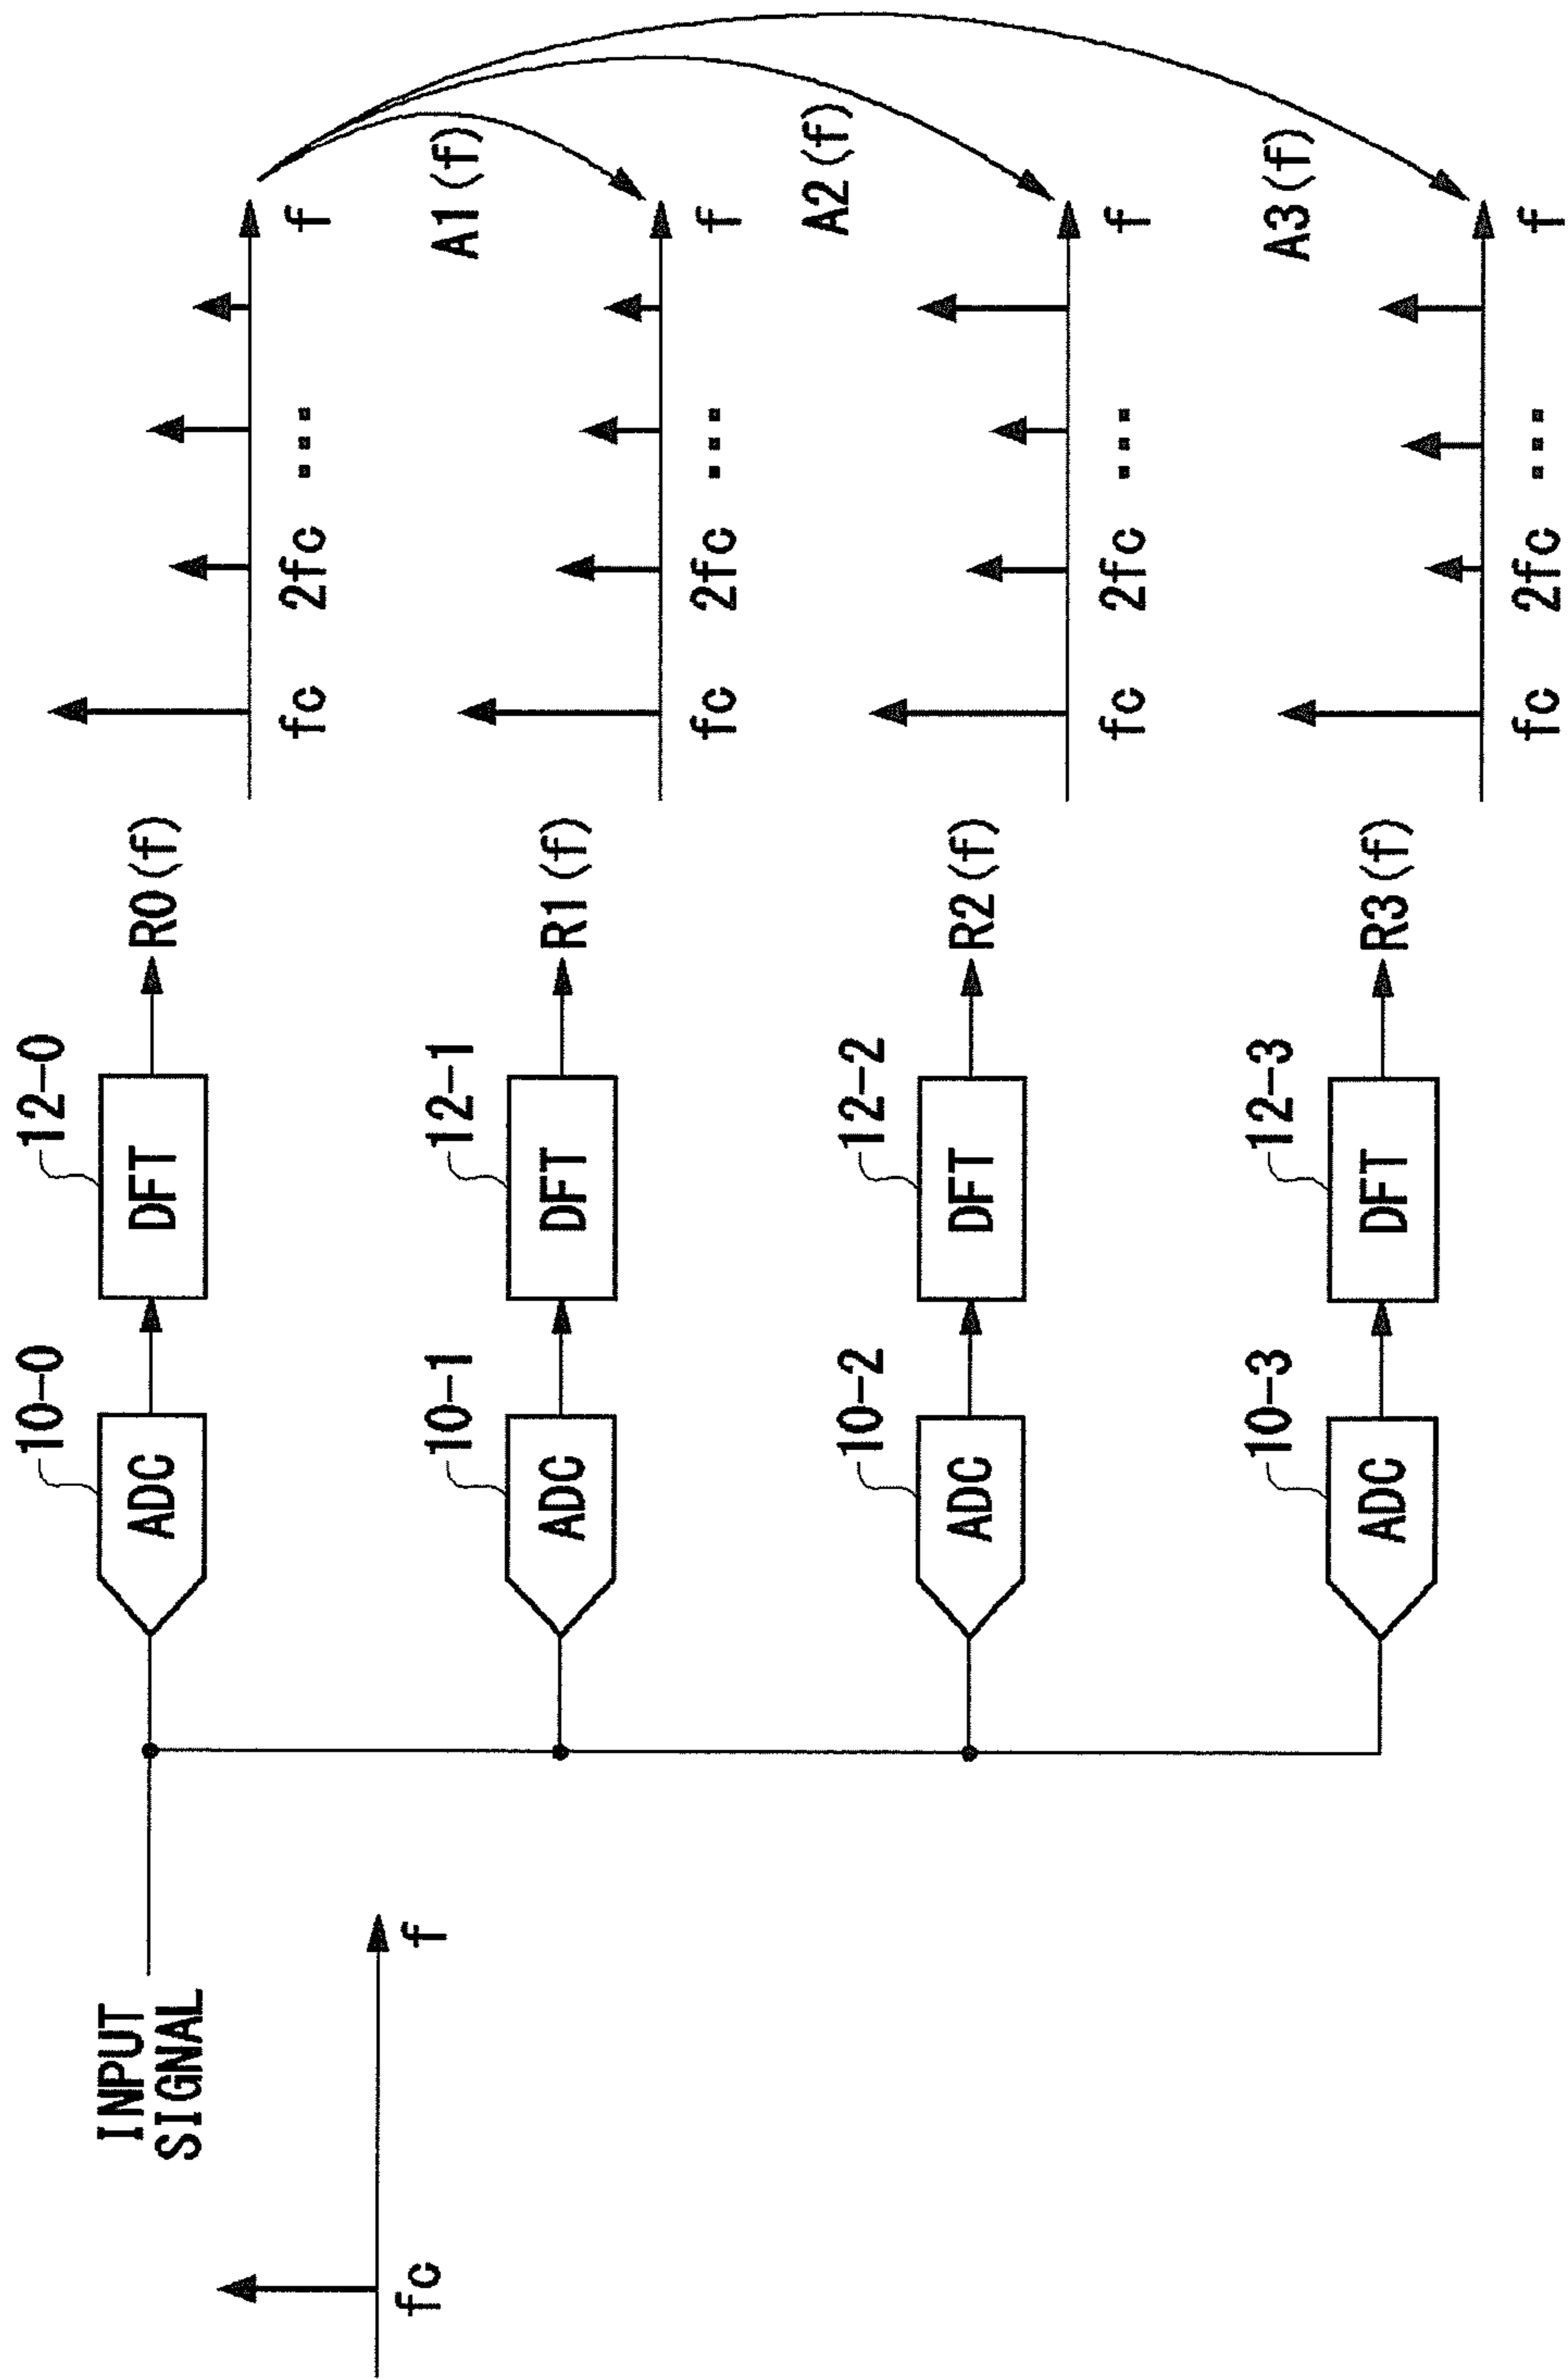 INPUT
SIGNAL
fc
f
10-0
ADC
12-0
DFT
R0(f)
fc 2fc ... f
A1(f)
10-1
ADC
12-1
DFT
R1(f)
fc 2fc ... f
A2(f)
10-2
ADC
12-2
DFT
R2(f)
fc 2fc ... f
A3(f)
10-3
ADC
12-3
DFT
R3(f)
fc 2fc ... f